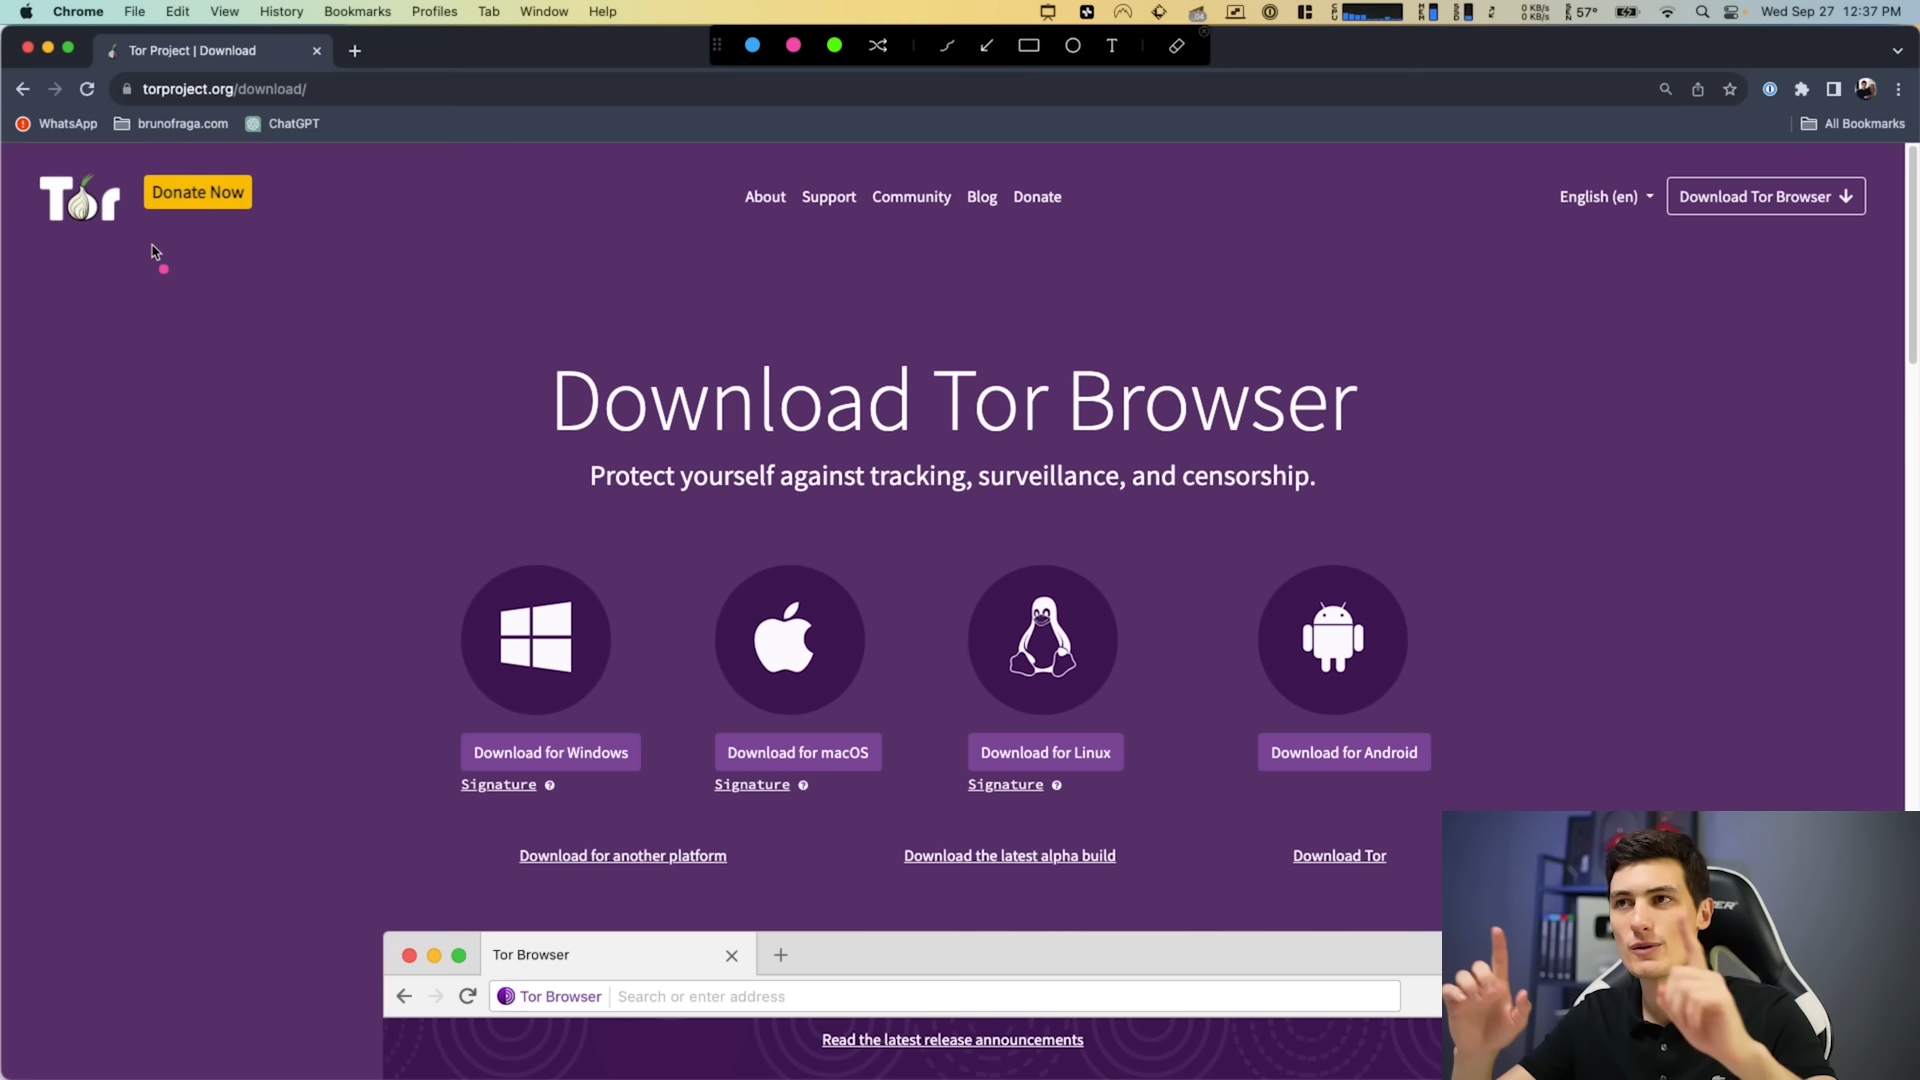 Chrome File Edit View History Bookmarks Profiles Tab Window Help
0 KB/s
0 KB/s
57° Wed Sep 27 12:37 PM
Tor Project | Download
T
torproject.org/download/
WhatsApp brunofraga.com ChatGPT All Bookmarks
Tor Donate Now About Support Community Blog Donate English (en) Download Tor Browser
Download Tor Browser
Protect yourself against tracking, surveillance, and censorship.
Download for Windows Download for macOS Download for Linux Download for Android
Signature ? Signature ? Signature ?
Download for another platform Download the latest alpha build Download Tor
Tor Browser
Tor Browser Search or enter address
Read the latest release announcements